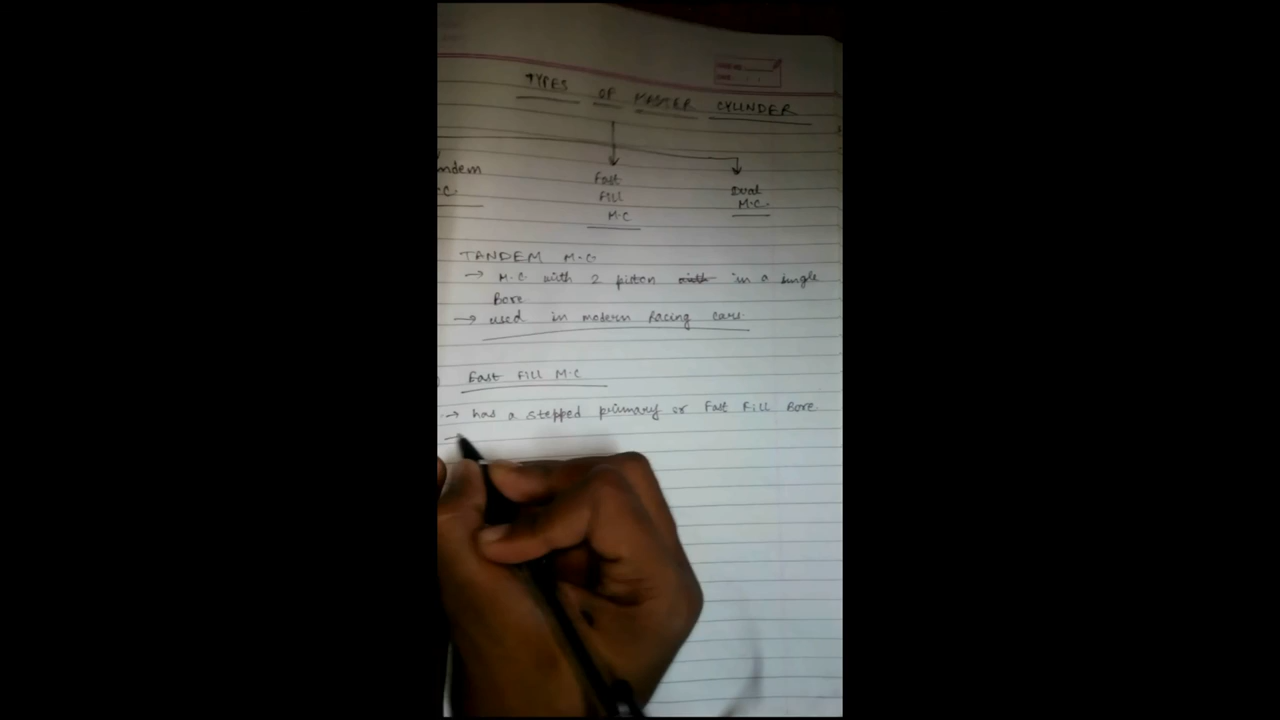 TYPES OF MASTER CYLINDER
ndem
.C.
Fast
Fill
M.C
Dual
M.C.
TANDEM M.C
→ M.C with 2 piston with in a single
Bore
→ used in modern Racing cars.
Fast Fill M.C
→ has a stepped primary or Fast Fill Bore.